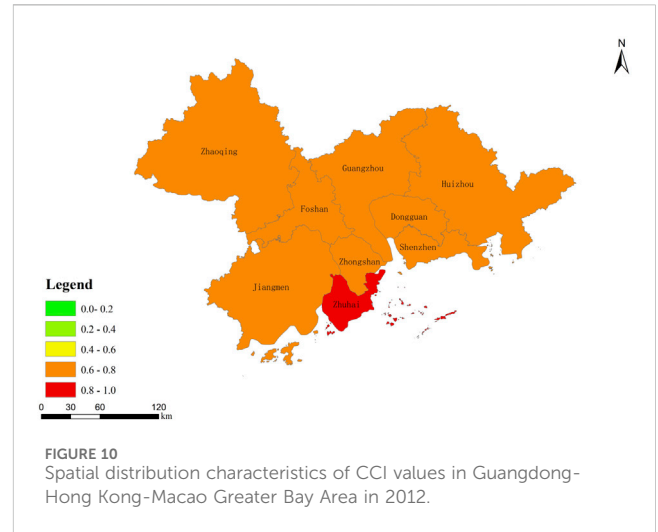 N
Zhaoqing
Guangzhou
Huizhou
Foshan
Dongguan
Shenzhen
Zhongshan
Jiangmen
Zhuhai
Legend
0.0- 0.2
0.2 - 0.4
0.4 - 0.6
0.6 - 0.8
0.8 - 1.0
0 30 60 120
km
FIGURE 10
Spatial distribution characteristics of CCI values in Guangdong-
Hong Kong-Macao Greater Bay Area in 2012.